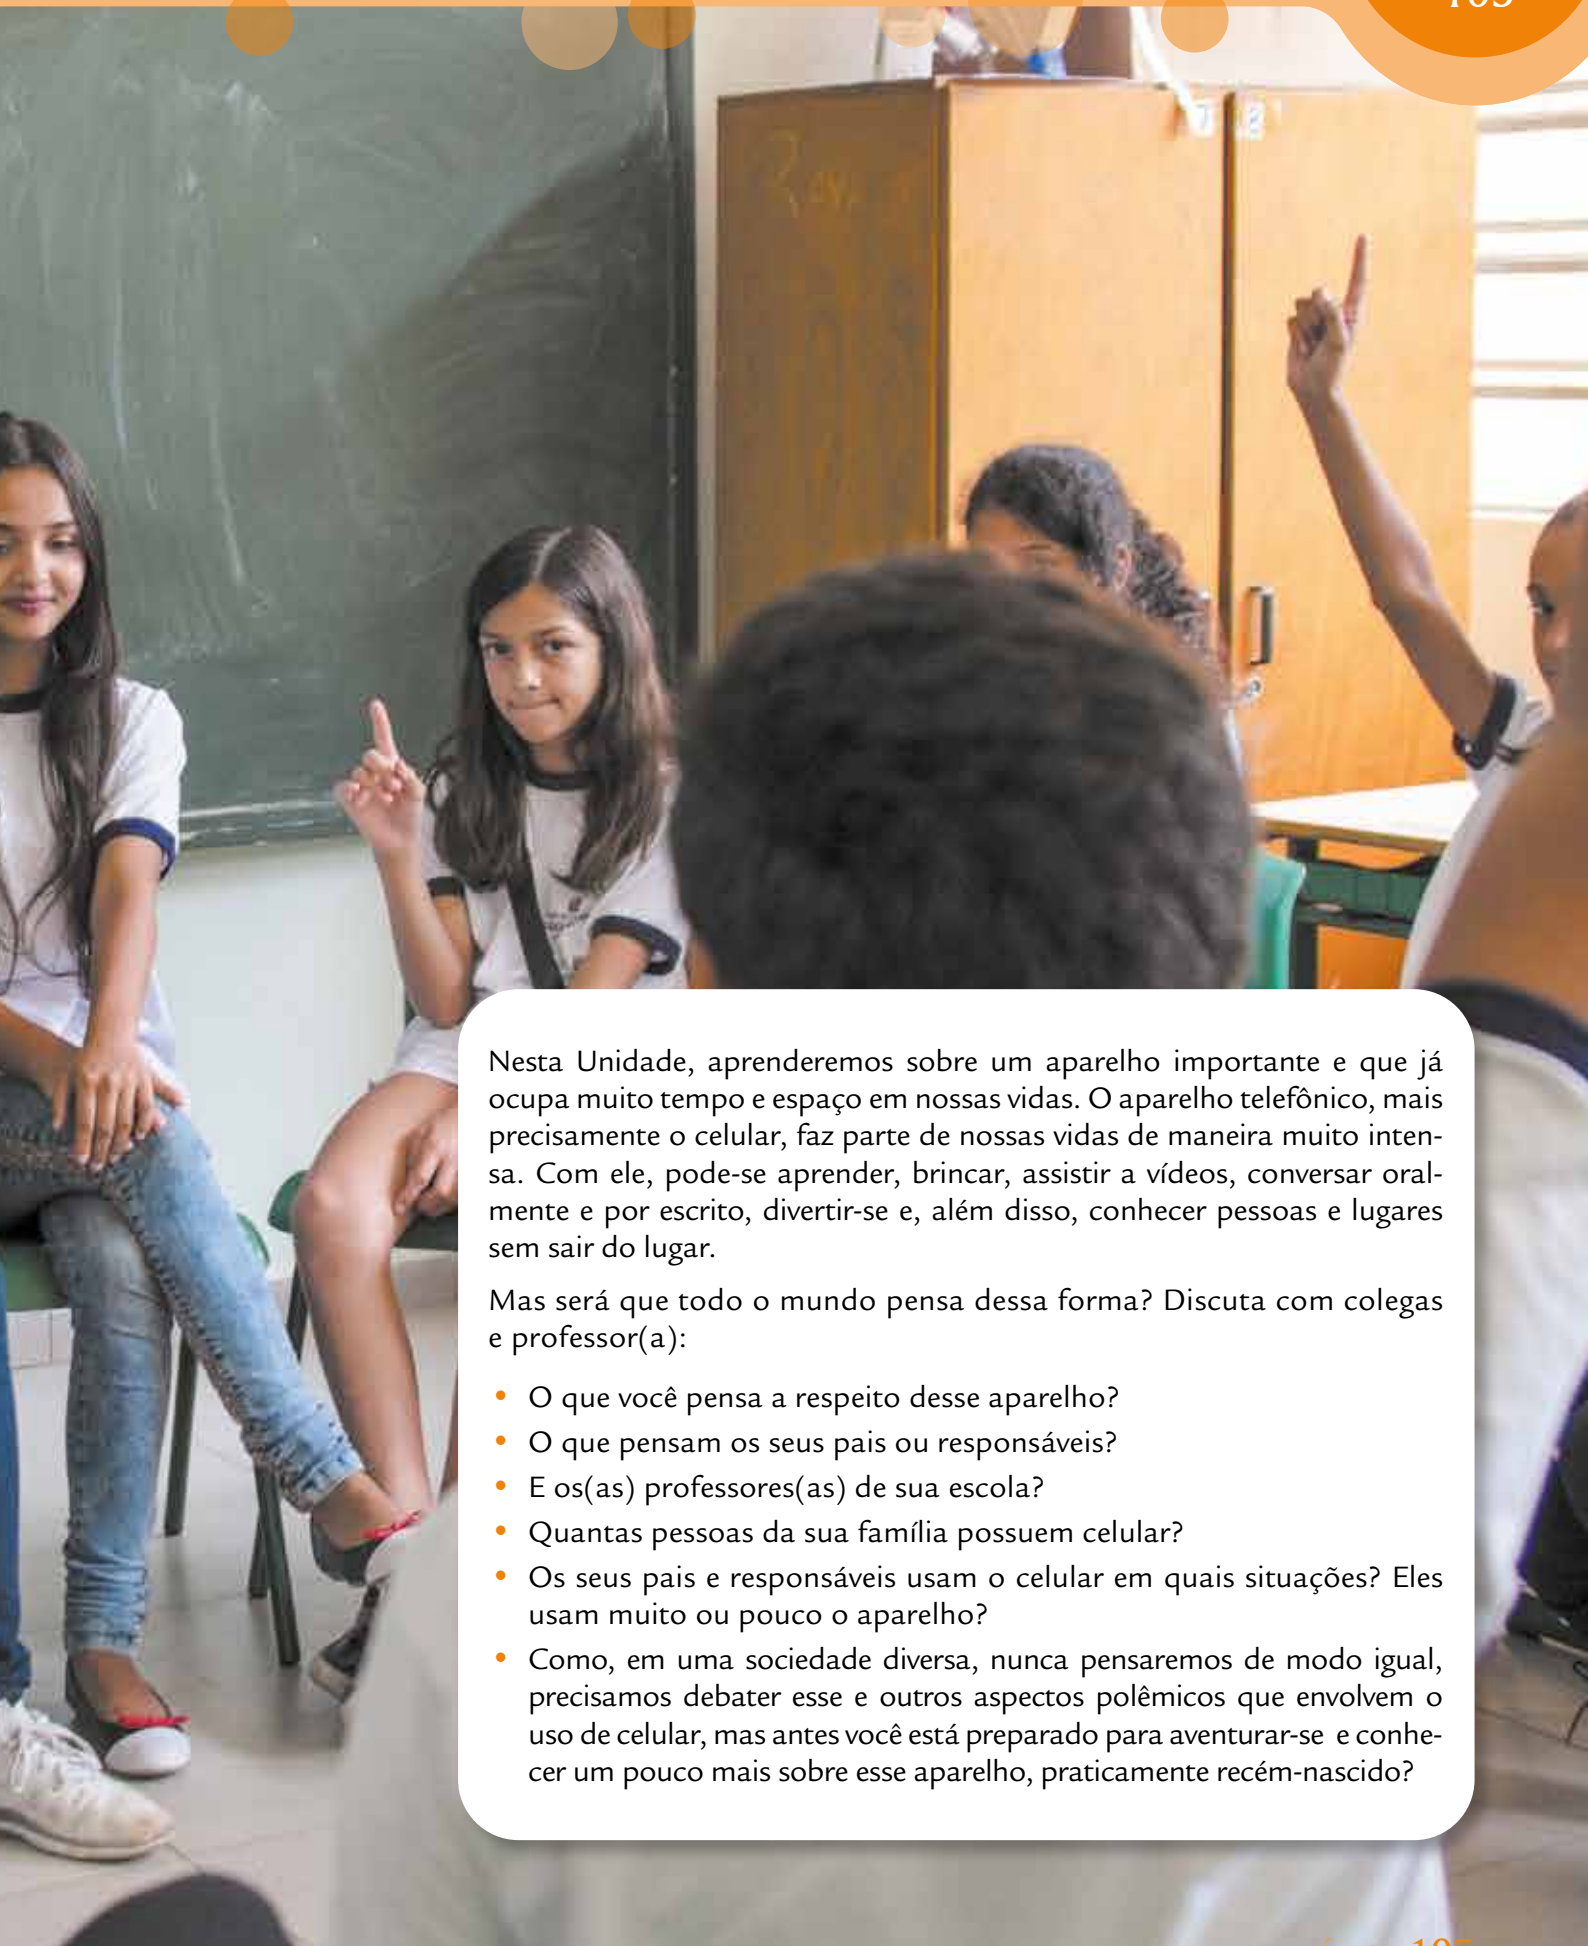 Nesta Unidade, aprenderemos sobre um aparelho importante e que já
ocupa muito tempo e espaço em nossas vidas. O aparelho telefônico, mais
precisamente o celular, faz parte de nossas vidas de maneira muito inten-
sa. Com ele, pode-se aprender, brincar, assistir a vídeos, conversar oral-
mente e por escrito, divertir-se e, além disso, conhecer pessoas e lugares
sem sair do lugar.
Mas será que todo o mundo pensa dessa forma? Discuta com colegas
e professor(a):
• O que você pensa a respeito desse aparelho?
• O que pensam os seus pais ou responsáveis?
• E os(as) professores(as) de sua escola?
• Quantas pessoas da sua família possuem celular?
• Os seus pais e responsáveis usam o celular em quais situações? Eles
usam muito ou pouco o aparelho?
• Como, em uma sociedade diversa, nunca pensaremos de modo igual,
precisamos debater esse e outros aspectos polêmicos que envolvem o
uso de celular, mas antes você está preparado para aventurar-se e conhe-
cer um pouco mais sobre esse aparelho, praticamente recém-nascido?